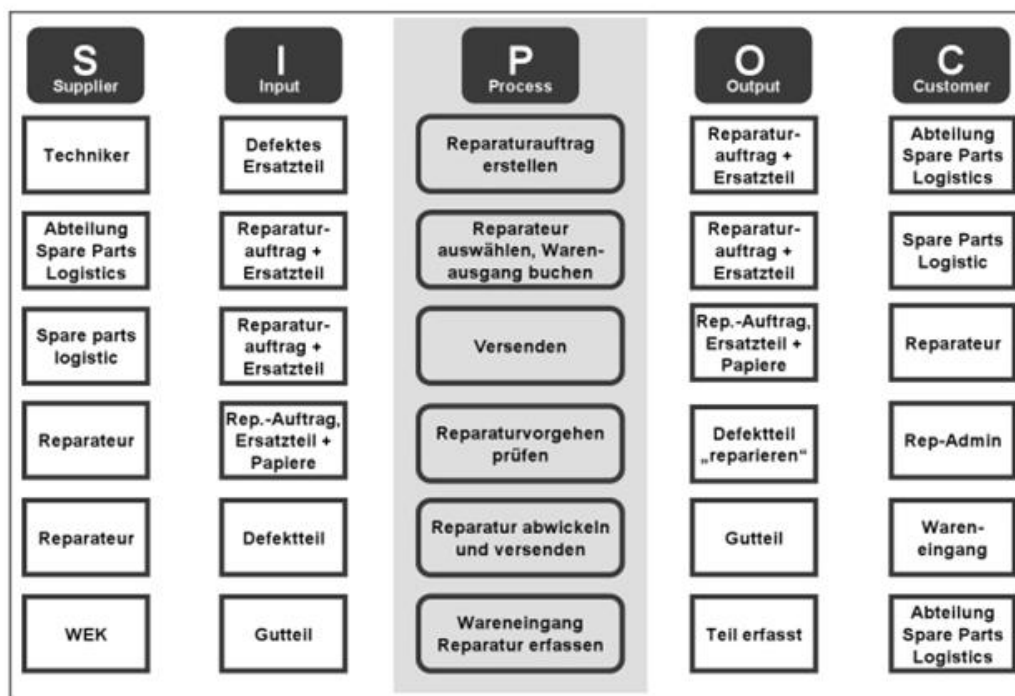 S I P O C
Supplier Input Process Output Customer
Techniker
Defektes
Ersatzteil
Reparaturauftrag
erstellen
Reparatur-
auftrag +
Ersatzteil
Abteilung
Spare Parts
Logistics
Abteilung
Spare Parts
Logistics
Reparatur-
auftrag +
Ersatzteil
Reparateur
auswählen, Waren-
ausgang buchen
Reparatur-
auftrag +
Ersatzteil
Spare Parts
Logistic
Spare parts
logistic
Reparatur-
auftrag +
Ersatzteil
Versenden
Rep.-Auftrag,
Ersatzteil +
Papiere
Reparateur
Reparateur
Rep.-Auftrag,
Ersatzteil +
Papiere
Reparaturvorgehen
prüfen
Defektteil
„reparieren“
Rep-Admin
Reparateur
Defektteil
Reparatur abwickeln
und versenden
Gutteil
Waren-
eingang
WEK
Gutteil
Wareneingang
Reparatur erfassen
Teil erfasst
Abteilung
Spare Parts
Logistics